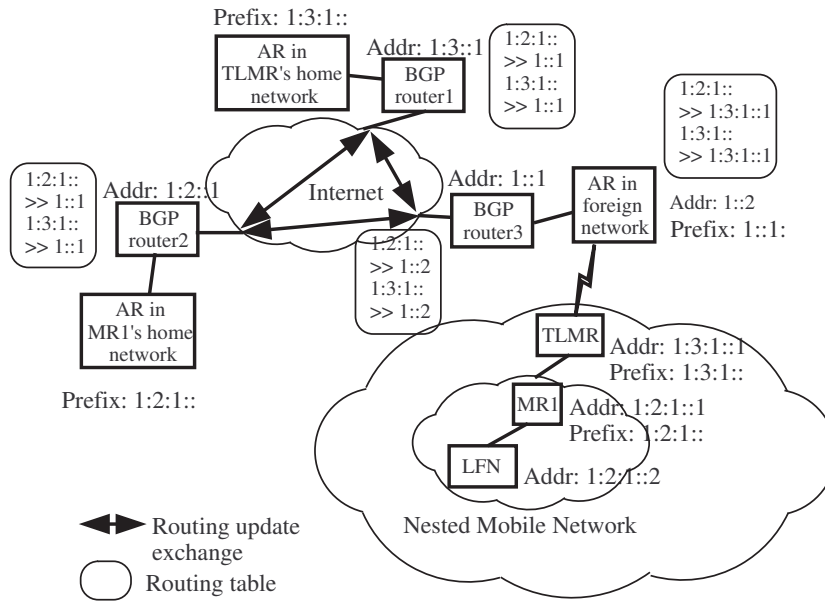 Prefix: 1:3:1::
AR in
TLMR's home
network
Addr: 1:3::1
BGP
router1
1:2:1::
>> 1::1
1:3:1::
>> 1::1
1:2:1::
>> 1:3:1::1
1:3:1::
>> 1:3:1::1
1:2:1::
>> 1::1
1:3:1::
>> 1::1
Addr: 1:2::1
BGP
router2
Internet
Addr: 1::1
BGP
router3
AR in
foreign
network
Addr: 1::2
Prefix: 1::1:
1:2:1::
>> 1::2
1:3:1::
>> 1::2
AR in
MR1's home
network
Prefix: 1:2:1::
TLMR
Addr: 1:3:1::1
Prefix: 1:3:1::
MR1
Addr: 1:2:1::1
Prefix: 1:2:1::
LFN
Addr: 1:2:1::2
Nested Mobile Network
Routing update
exchange
Routing table